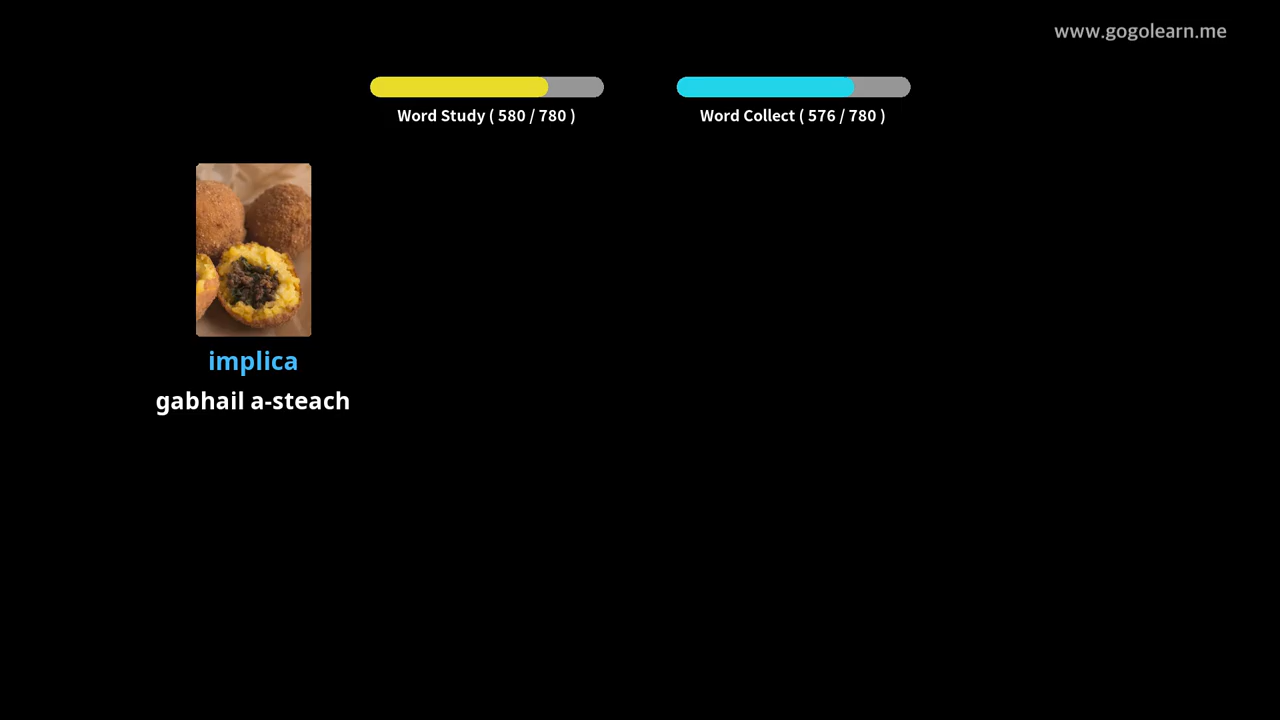 www.gogolearn.me
Word Study ( 580 / 780 )
Word Collect ( 576 / 780 )
implica
gabhail a-steach